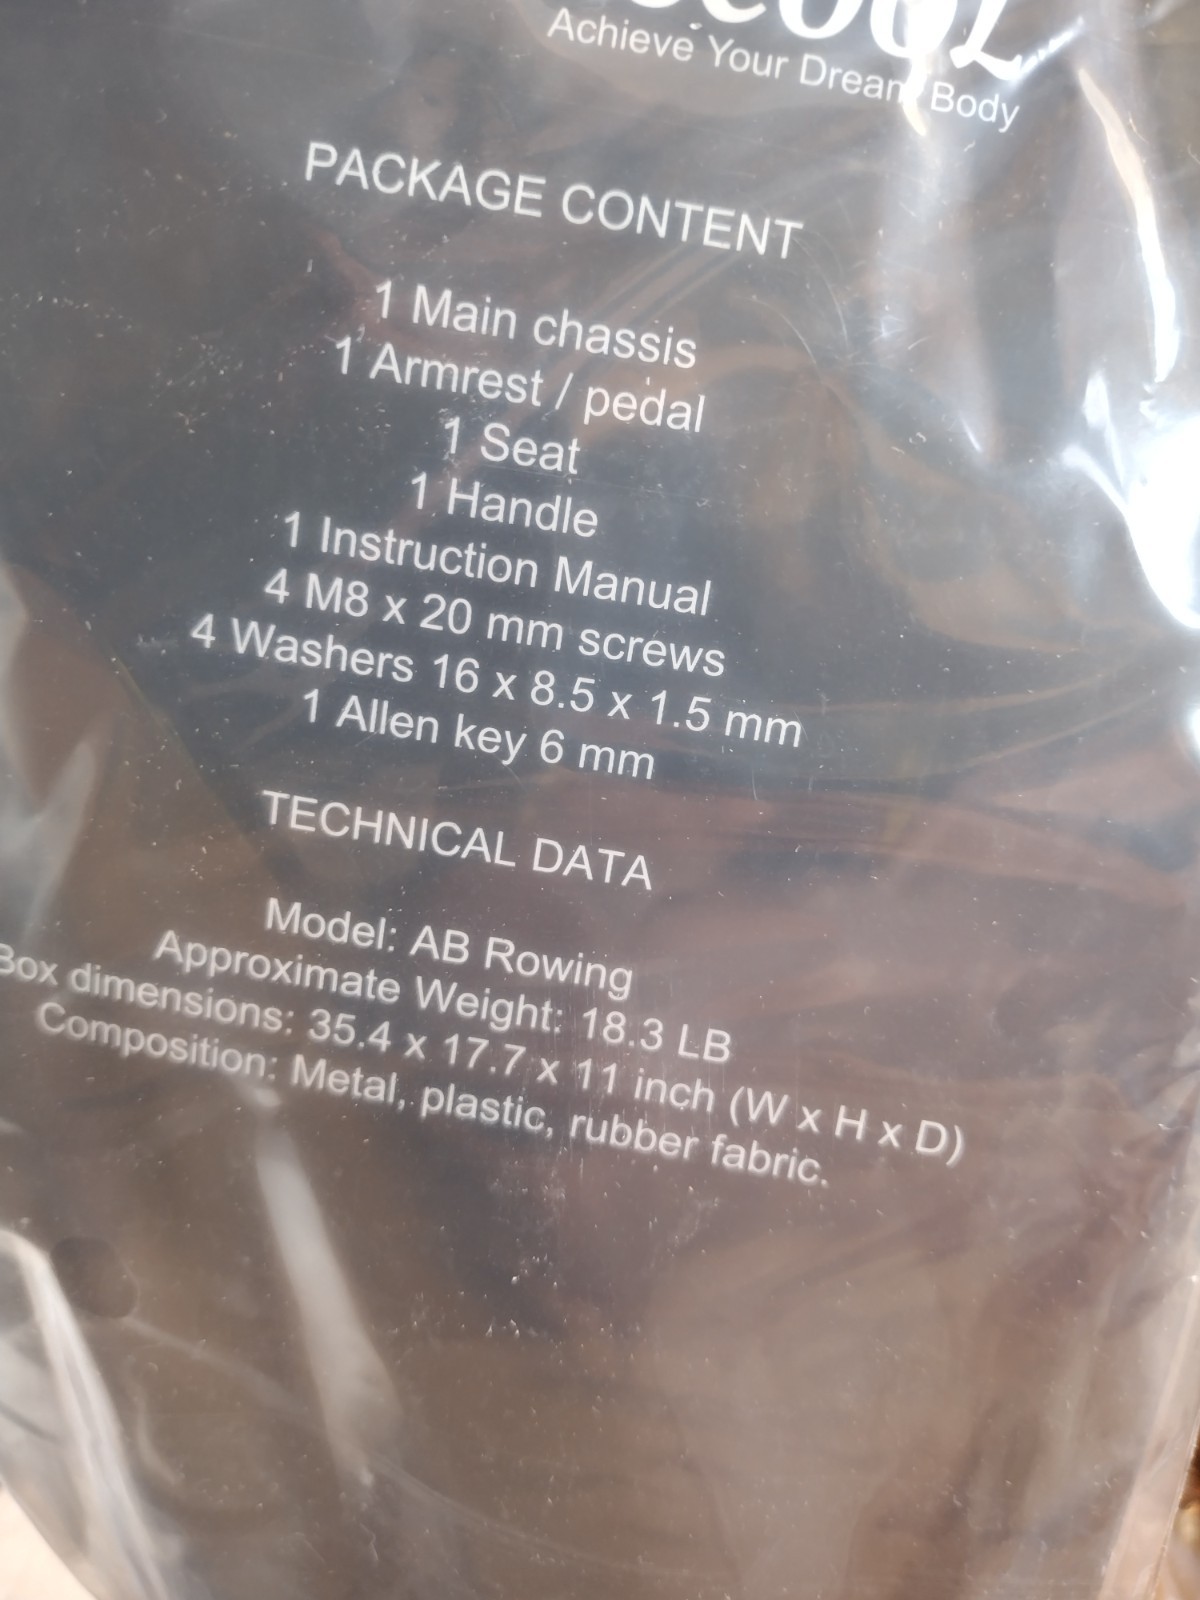 Achieve Your Dream Body
PACKAGE CONTENT
1 Main chassis
1 Armrest / pedal
1 Seat
1 Handle
1 Instruction Manual
4 M8 x 20 mm screws
4 Washers 16 x 8.5 x 1.5 mm
1 Allen key 6 mm
TECHNICAL DATA
Model: AB Rowing
Approximate Weight: 18.3 LB
Box dimensions: 35.4 x 17.7 x 11 inch (W x H x D)
Composition: Metal, plastic, rubber fabric.